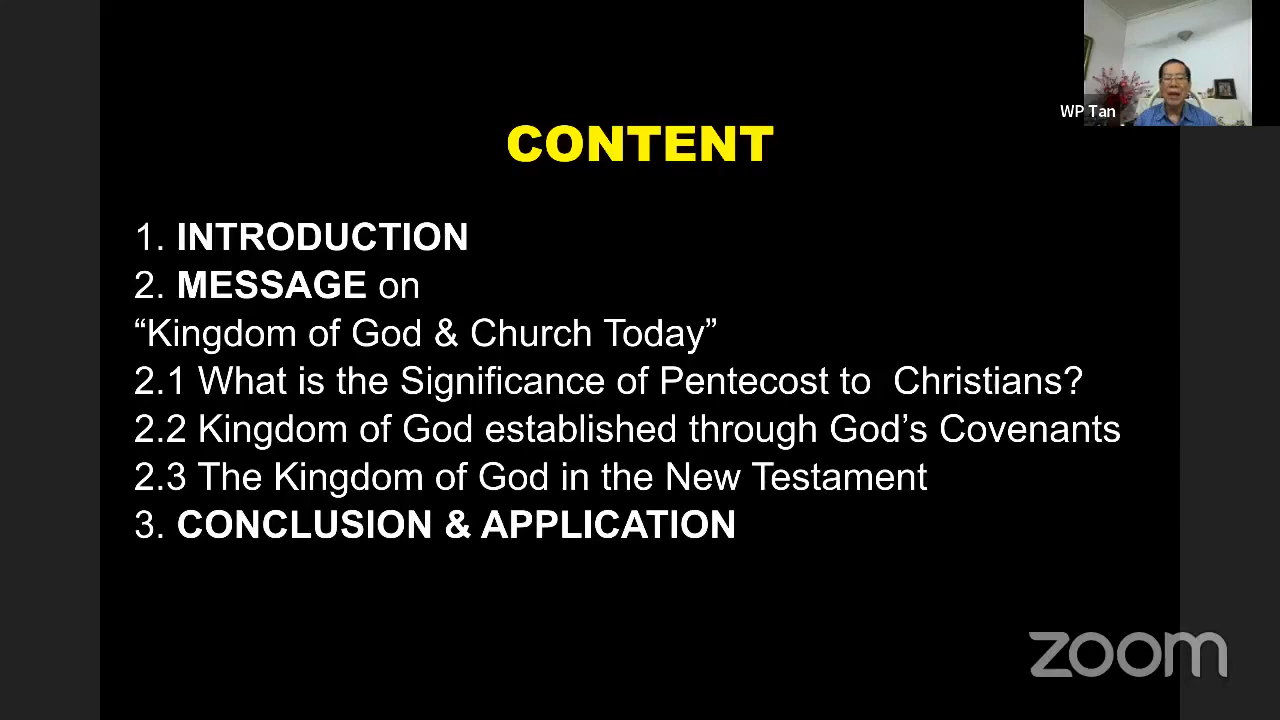 WP Tan
CONTENT
1. INTRODUCTION
2. MESSAGE on
“Kingdom of God & Church Today”
2.1 What is the Significance of Pentecost to  Christians?
2.2 Kingdom of God established through God’s Covenants
2.3 The Kingdom of God in the New Testament
3. CONCLUSION & APPLICATION
zoom